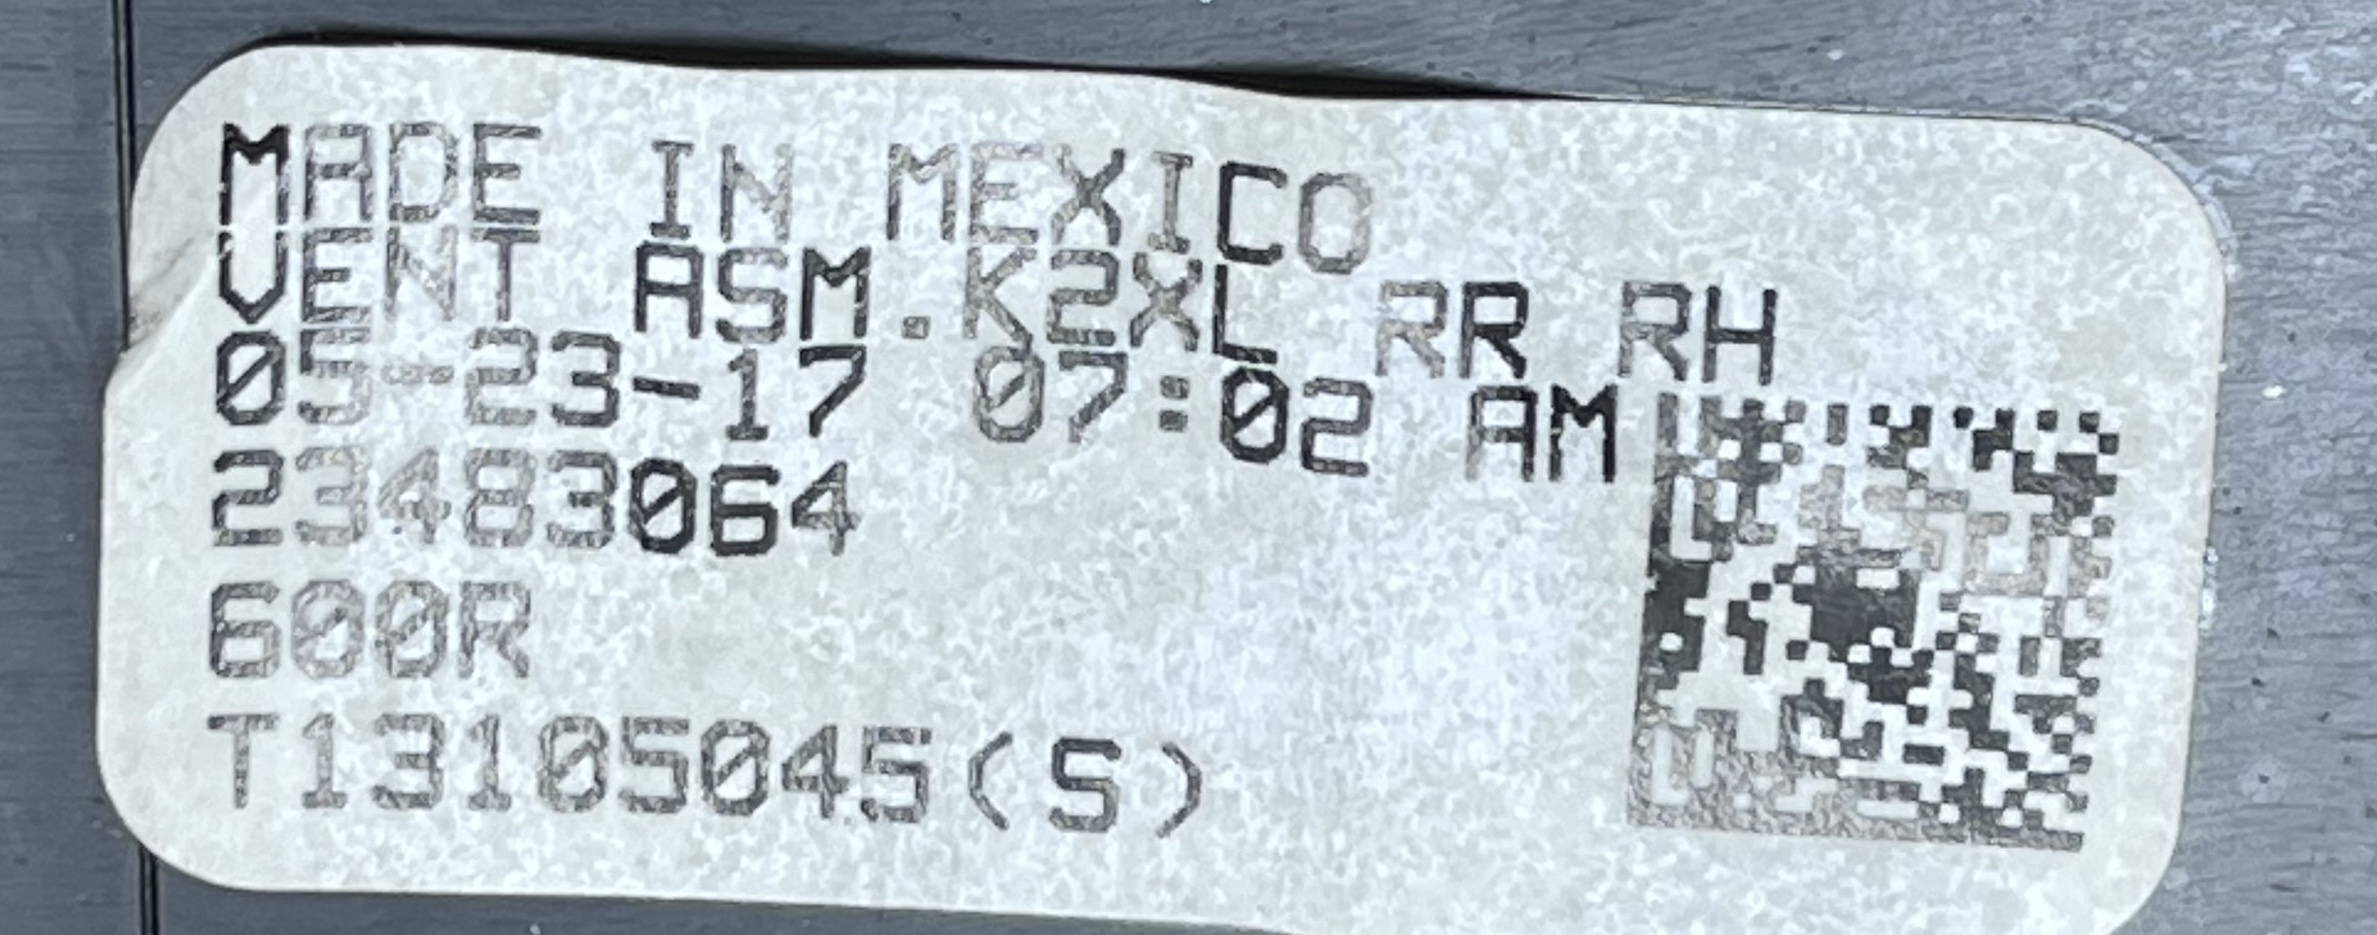 MADE IN MEXICO
VENT ASM.K2XL RR RH
05-23-17 07:02 AM
23483064
600R
T13105045(S)